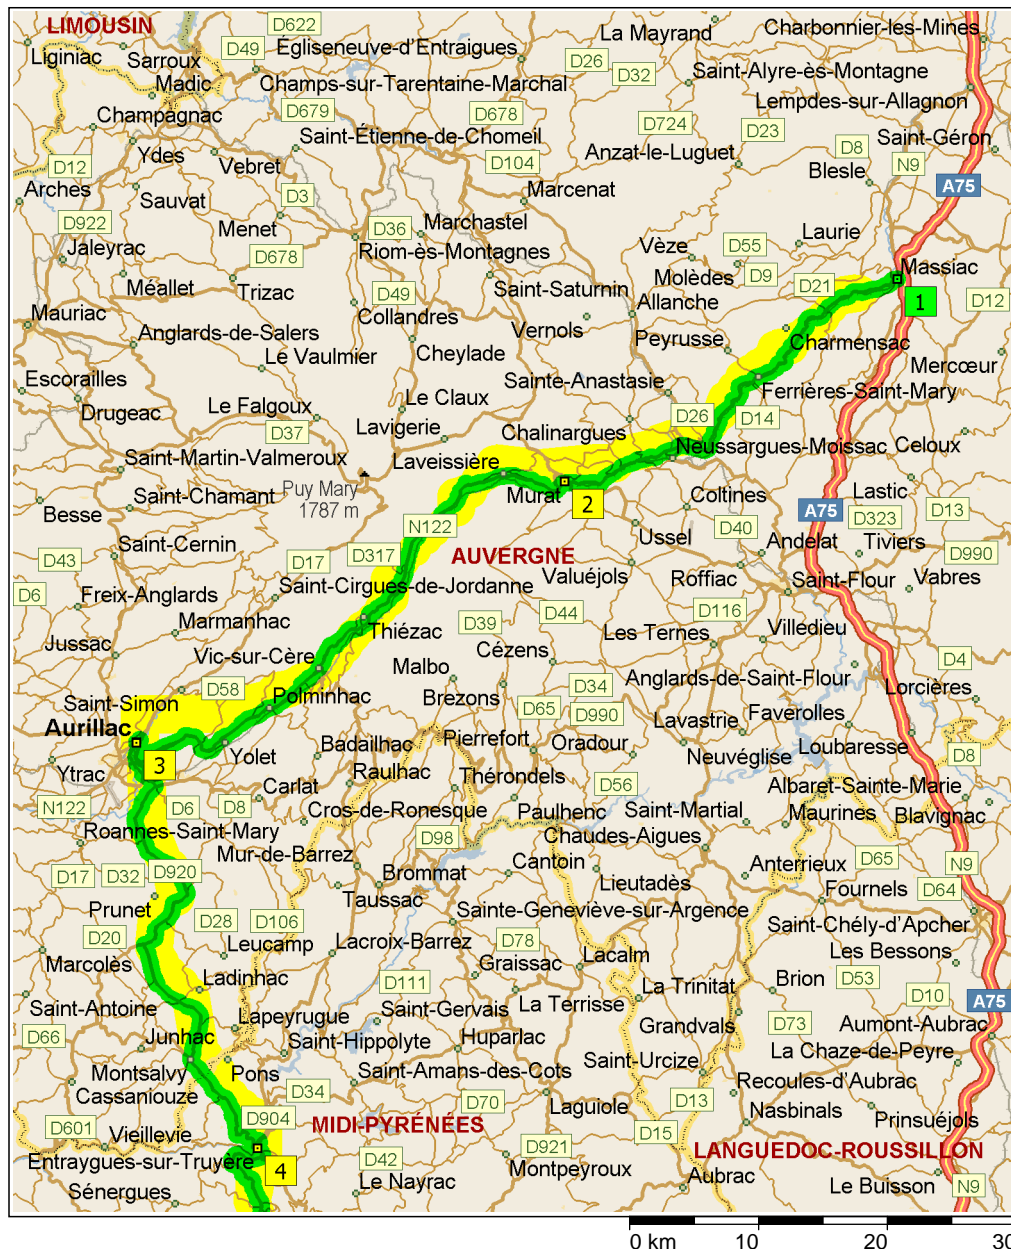 LIMOUSIN
D622
La Mayrand
Charbonnier-les-Mines
Liginiac
Sarroux
D49
Égliseneuve-d'Entraigues
D26
D32
Saint-Alyre-ès-Montagne
Madic
Champs-sur-Tarentaine-Marchal
Lempdes-sur-Allagnon
Champagnac
D679
D678
D724
D23
Saint-Étienne-de-Chomeil
Saint-Géron
Ydes
Vebret
D104
Anzat-le-Luguet
D8
N9
D12
Blesle
A75
Arches
Sauvat
D3
Marcenat
D922
Menet
D36
Marchastel
Laurie
Jaleyrac
D678
Riom-ès-Montagnes
Vèze
D55
Massiac
Méallet
Trizac
D49
Saint-Saturnin
Molèdes
D9
D21
1
D12
Mauriac
Collandres
Allanche
Anglards-de-Salers
Vernols
Peyrusse
Charmensac
Le Vaulmier
Cheylade
Mercœur
Escorailles
Sainte-Anastasie
Ferrières-Saint-Mary
Drugeac
Le Falgoux
Le Claux
D26
D14
D37
Lavigerie
Chalinargues
Neussargues-Moissac
Celoux
Saint-Martin-Valmeroux
Laveissière
Puy Mary
1787 m
Murat
2
Coltines
Lastic
Saint-Chamant
Besse
N122
A75
D323
D13
D40
Ussel
Saint-Cernin
D17
D317
AUVERGNE
Andelat
Tiviers
D990
D43
Valuéjols
Roffiac
Saint-Flour
Vabres
D6
Freix-Anglards
Saint-Cirgues-de-Jordanne
D44
D116
Marmanhac
Thiézac
D39
Les Ternes
Villedieu
Jussac
Vic-sur-Cère
Malbo
Cézens
D4
D58
Polminhac
Brezons
D34
Anglards-de-Saint-Flour
Lorcières
Saint-Simon
D65
D990
Lavastrie
Faverolles
Aurillac
Badailhac
Pierrefort
Oradour
Loubaresse
3
Yolet
Neuvéglise
D8
Ytrac
Raulhac
Thérondels
D56
Albaret-Sainte-Marie
N122
D6
D8
Carlat
Cros-de-Ronesque
Paulhenc
Saint-Martial
Maurines
Blavignac
Roannes-Saint-Mary
D98
Chaudes-Aigues
Mur-de-Barrez
Cantoin
Anterrieux
D65
N9
D17
D32
D920
Brommat
Lieutadès
Fournels
D64
Prunet
Taussac
Sainte-Geneviève-sur-Argence
Saint-Chély-d'Apcher
D28
D106
D20
Leucamp
Lacroix-Barrez
D78
Lacalm
Les Bessons
Marcolès
Ladinhac
D111
Graissac
La Trinitat
Brion
D53
Saint-Antoine
Saint-Gervais
La Terrisse
D10
A75
D66
Lapeyrugue
Grandvals
D73
Aumont-Aubrac
Junhac
Saint-Hippolyte
Huparlac
La Chaze-de-Peyre
Montsalvy
Pons
Saint-Amans-des-Cots
Saint-Urcize
Recoules-d'Aubrac
Cassaniouze
D34
D70
Laguiole
D13
Nasbinals
Prinsuéjols
D601
D904
MIDI-PYRÉNÉES
D15
Vieillevie
D921
LANGUEDOC-ROUSSILLON
Entraygues-sur-Truyère
4
D42
Montpeyroux
Aubrac
Le Buisson
N9
Sénergues
Le Nayrac
0 km
10
20
30